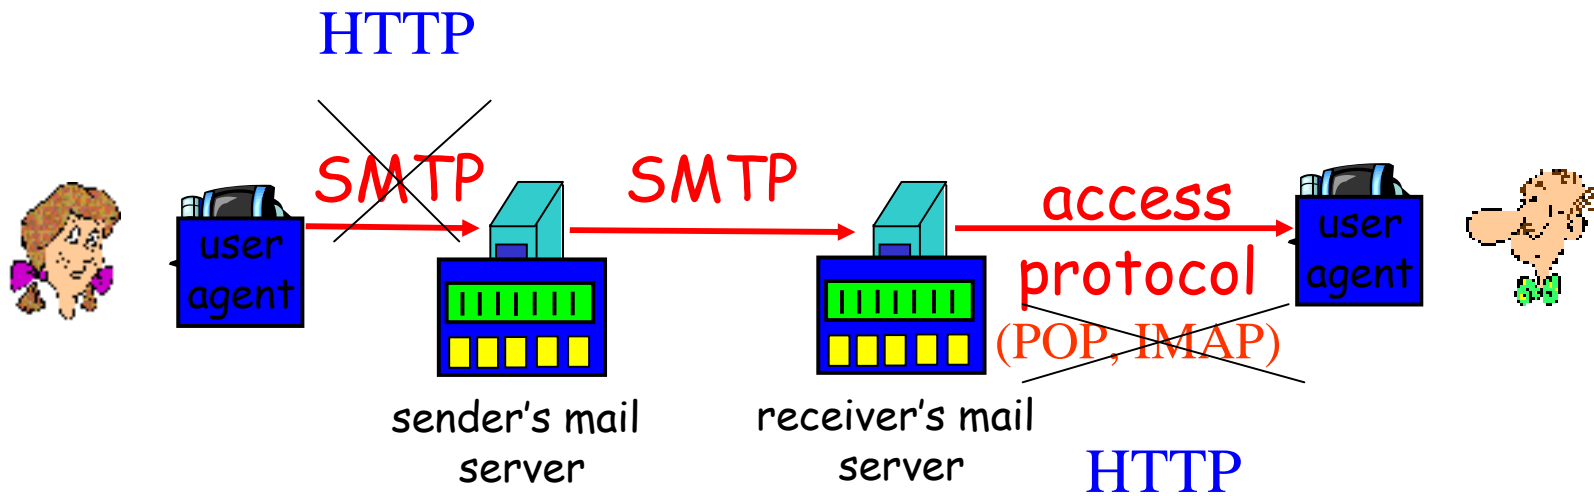 HTTP
SMTP
SMTP
access
protocol
(POP, IMAP)
user
agent
user
agent
sender's mail
server
receiver's mail
server
HTTP